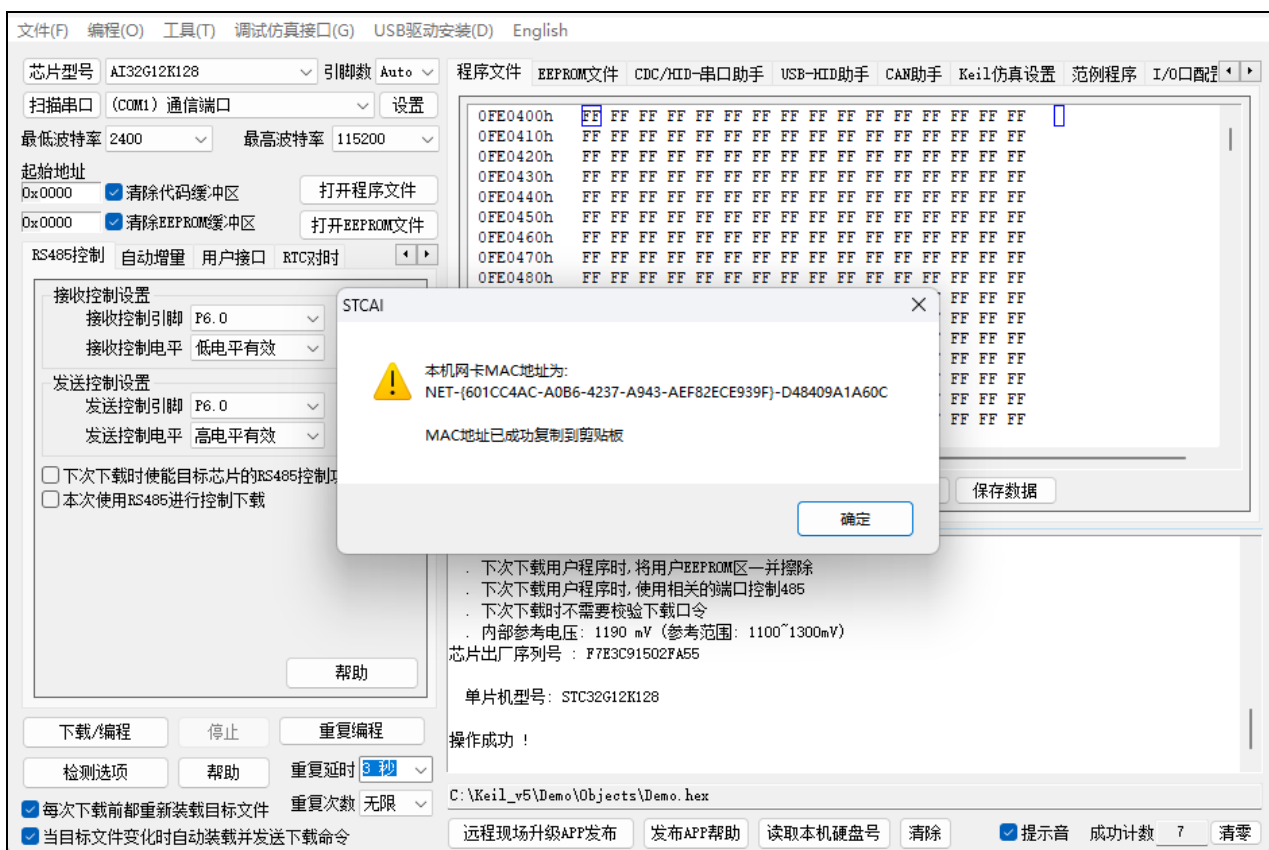 文件(F) 编程(O) 工具(T) 调试仿真接口(G) USB驱动安装(D) English
芯片型号 AI32G12K128 引脚数 Auto
扫描串口 (COM1) 通信端口 设置
最低波特率 2400 最高波特率 115200
起始地址
0x0000 清除代码缓冲区 打开程序文件
0x0000 清除EEPROM缓冲区 打开EEPROM文件
RS485控制 自动增量 用户接口 RTC对时
接收控制设置
接收控制引脚 P6.0
接收控制电平 低电平有效
发送控制设置
发送控制引脚 P6.0
发送控制电平 高电平有效
下次下载时使能目标芯片的RS485控制
本次使用RS485进行控制下载
帮助
下载/编程 停止 重复编程
检测选项 帮助 重复延时 3 秒
每次下载前都重新装载目标文件 重复次数 无限
当目标文件变化时自动装载并发送下载命令
程序文件 EEPROM文件 CDC/HID-串口助手 USB-HID助手 CAN助手 Keil仿真设置 范例程序 I/O口配
0FE0400h FF FF FF FF FF FF FF FF FF FF FF FF FF FF FF FF
0FE0410h FF FF FF FF FF FF FF FF FF FF FF FF FF FF FF FF
0FE0420h FF FF FF FF FF FF FF FF FF FF FF FF FF FF FF FF
0FE0430h FF FF FF FF FF FF FF FF FF FF FF FF FF FF FF FF
0FE0440h FF FF FF FF FF FF FF FF FF FF FF FF FF FF FF FF
0FE0450h FF FF FF FF FF FF FF FF FF FF FF FF FF FF FF FF
0FE0460h FF FF FF FF FF FF FF FF FF FF FF FF FF FF FF FF
0FE0470h FF FF FF FF FF FF FF FF FF FF FF FF FF FF FF FF
0FE0480h FF FF FF FF FF FF FF FF FF FF FF FF FF FF FF FF
FF FF FF
FF FF FF
FF FF FF
FF FF FF
FF FF FF
FF FF FF
FF FF FF
保存数据
STCAI
本机网卡MAC地址为:
NET-{601CC4AC-A0B6-4237-A943-AEF82ECE939F}-D48409A1A60C
MAC地址已成功复制到剪贴板
确定
. 下次下载用户程序时,将用户EEPROM区一并擦除
. 下次下载用户程序时,使用相关的端口控制485
. 下次下载时不需要校验下载口令
. 内部参考电压: 1190 mV (参考范围: 1100~1300mV)
芯片出厂序列号 : F7E3C91502FA55
单片机型号: STC32G12K128
操作成功 !
C:\Keil_v5\Demo\Objects\Demo.hex
远程现场升级APP发布 发布APP帮助 读取本机硬盘号 清除 提示音 成功计数 7 清零